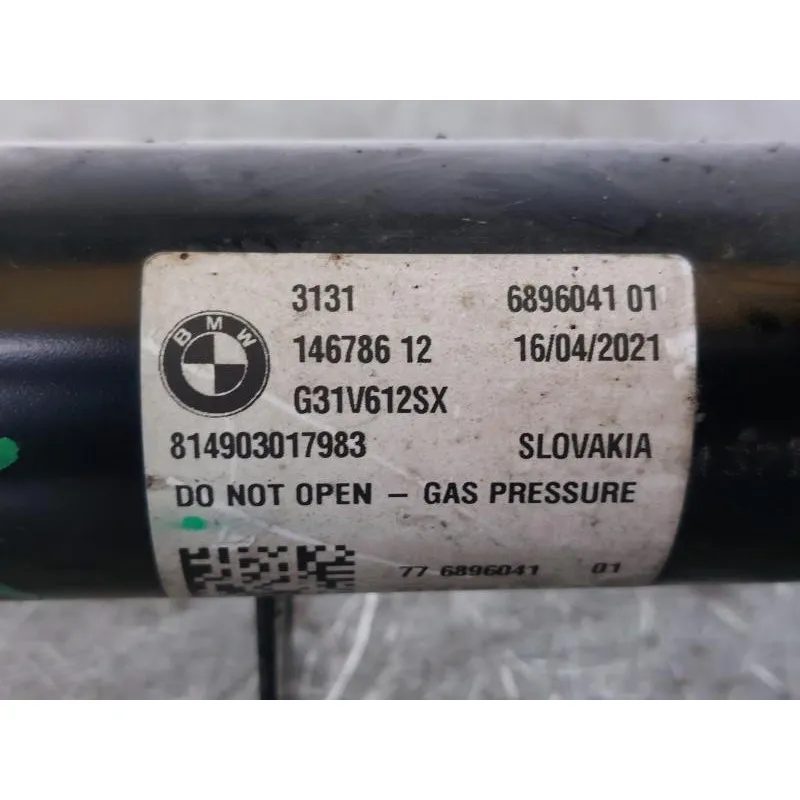 3131 6896041 01
BMW 146786 12 16/04/2021
G31V612SX
814903017983 SLOVAKIA
DO NOT OPEN – GAS PRESSURE
77 6896041 01